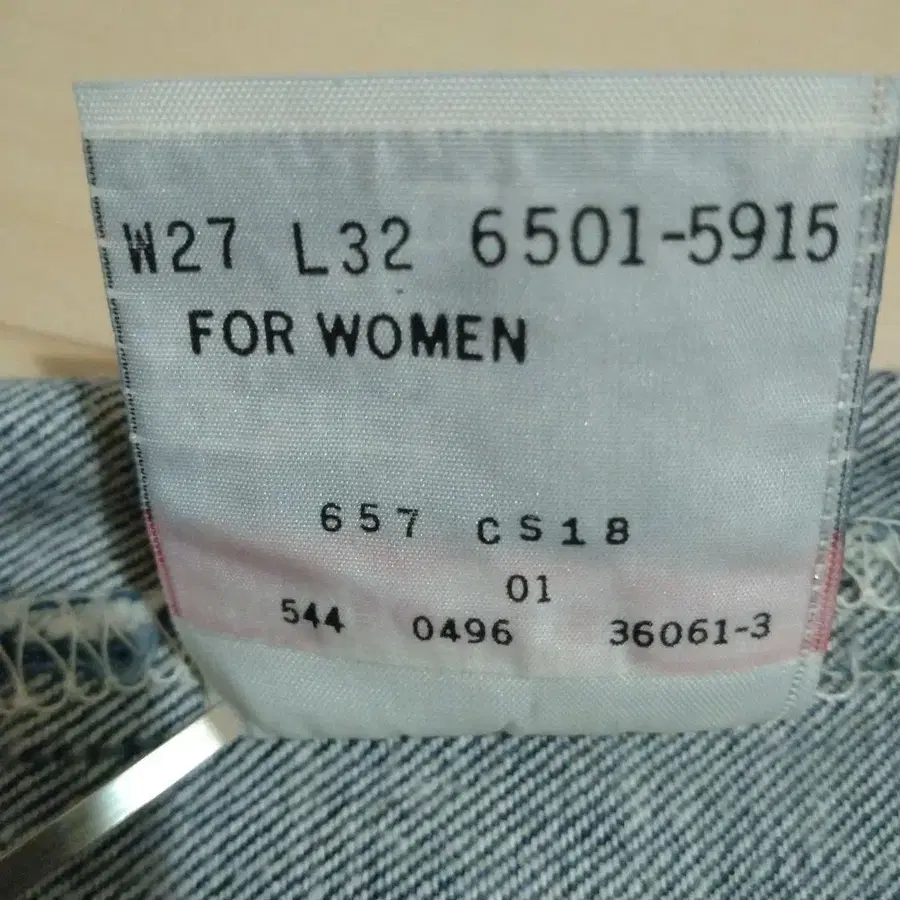 W27 L32 6501-5915
FOR WOMEN
657 CS18
01
544 0496 36061-3